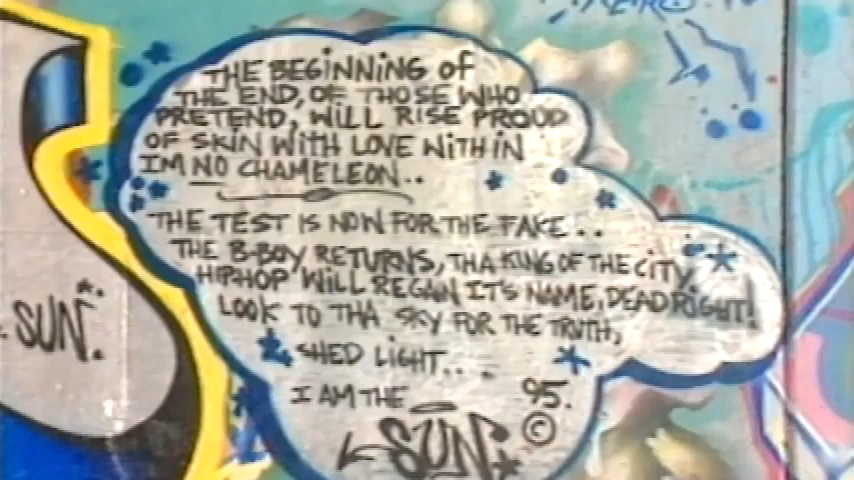 THE BEGINNING OF
THE END, OF THOSE WHO
PRETEND, WILL RISE PROUD
OF SKIN WITH LOVE WITHIN
IM NO CHAMELEON..
THE TEST IS NOW FOR THE FAKE..
THE B-BOY RETURNS, THA KING OF THE CITY.
HIPHOP WILL REGAIN IT'S NAME, DEAD RIGHT!
LOOK TO THA SKY FOR THE TRUTH,
SHED LIGHT...
I AM THE
SUN
95.
©
SUN.